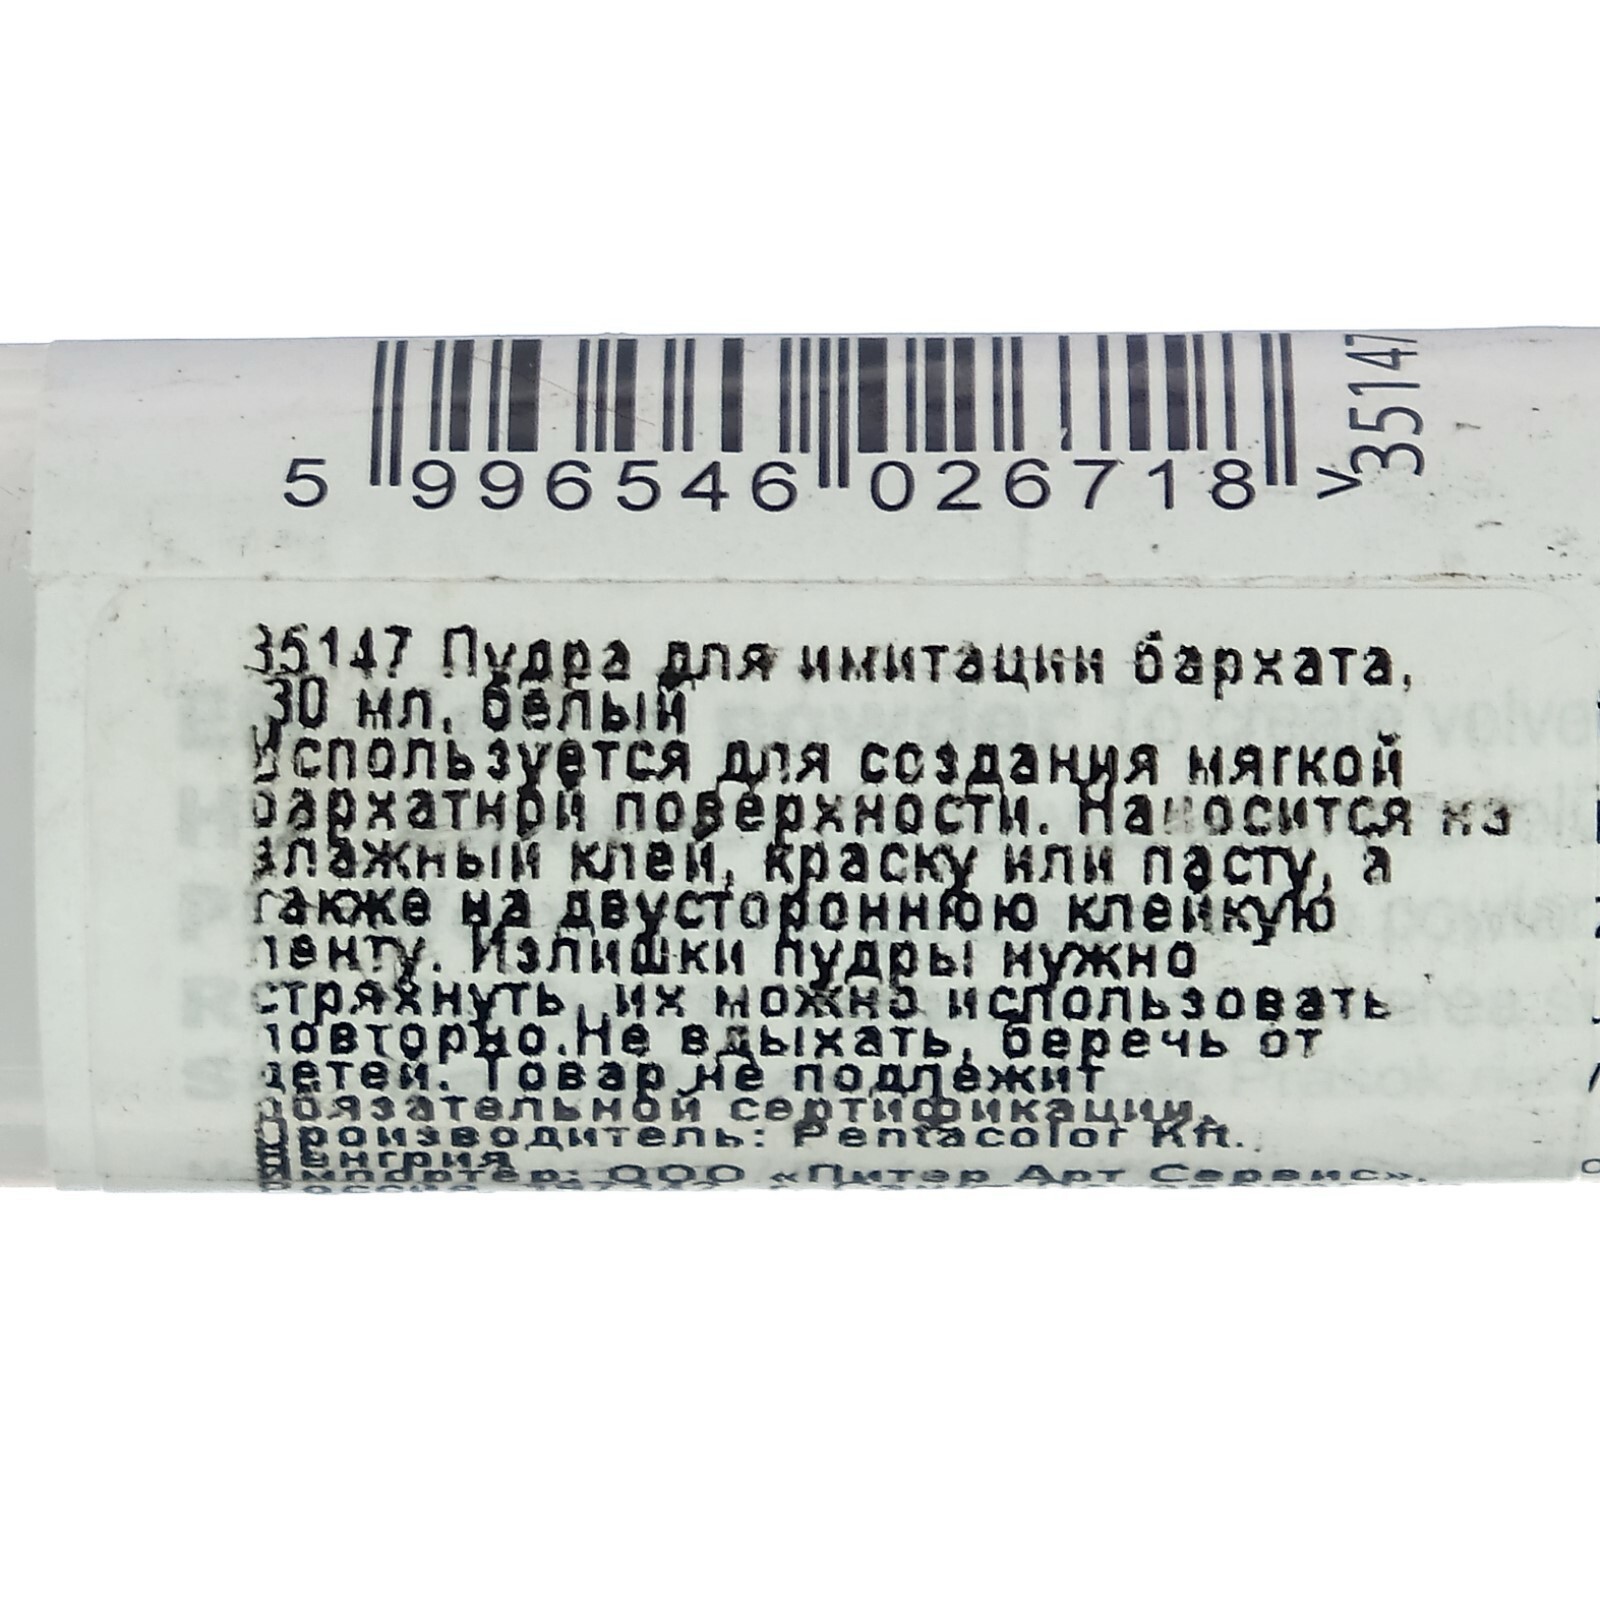 5 996546 026718
V35147
35147 Пудра для имитации бархата,
30 мл, белый
Используется для создания мягкой
бархатной поверхности. Наносится на
влажный клей, краску или пасту, а
также на двустороннюю клейкую
ленту. Излишки пудры нужно
стряхнуть, их можно использовать
повторно.Не вдыхать, беречь от
детей. Товар не подлежит
обязательной сертификации.
Производитель: Pentacolor Kft.,
Венгрия
Импортер: ООО «Питер Арт Сервис»,